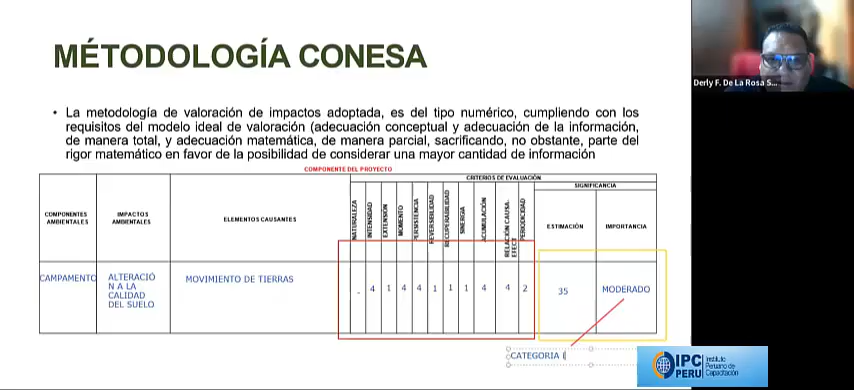 MÉTODOLOGÍA CONESA
Derly F. De La Rosa S...
• La metodología de valoración de impactos adoptada, es del tipo numérico, cumpliendo con los
requisitos del modelo ideal de valoración (adecuación conceptual y adecuación de la información,
de manera total, y adecuación matemática, de manera parcial, sacrificando, no obstante, parte del
rigor matemático en favor de la posibilidad de considerar una mayor cantidad de información
COMPONENTE DEL PROYECTO
CRITERIOS DE EVALUACIÓN
SIGNIFICANCIA
COMPONENTES
AMBIENTALES
IMPACTOS
AMBIENTALES
ELEMENTOS CAUSANTES
NATURALEZA
INTENSIDAD
EXTENSIÓN
MOMENTO
PERSISTENCIA
REVERSIBILIDAD
RECUPERABILIDAD
SINERGIA
ACUMULACIÓN
RELACIÓN CAUSA-
EFECT
PERIODICIDAD
ESTIMACIÓN
IMPORTANCIA
CAMPAMENTO
ALTERACIÓ
N A LA
CALIDAD
DEL SUELO
MOVIMIENTO DE TIERRAS
- 4 1 4 4 1 1 1 4 4 2
35
MODERADO
CATEGORIA I
IPC
PERU
Instituto
Peruano de
Capacitación